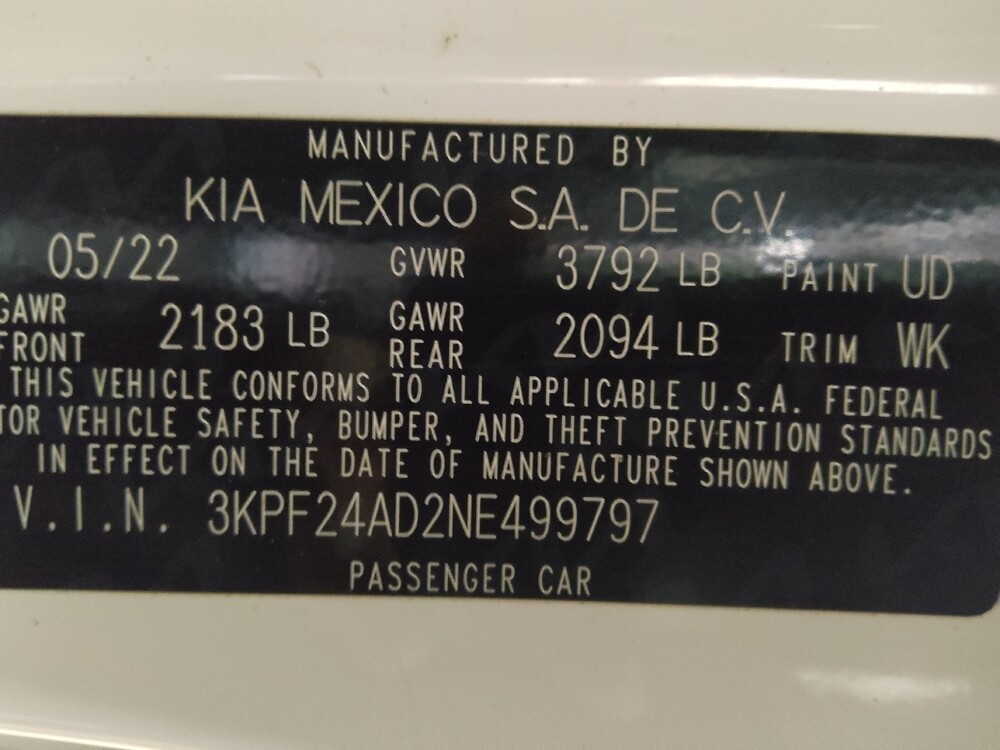 MANUFACTURED BY
KIA MEXICO S.A. DE C.V.
05/22 GVWR 3792 LB PAINT UD
GAWR FRONT 2183 LB GAWR REAR 2094 LB TRIM WK
THIS VEHICLE CONFORMS TO ALL APPLICABLE U.S.A. FEDERAL
TOR VEHICLE SAFETY, BUMPER, AND THEFT PREVENTION STANDARDS
IN EFFECT ON THE DATE OF MANUFACTURE SHOWN ABOVE.
V.I.N. 3KPF24AD2NE499797
PASSENGER CAR